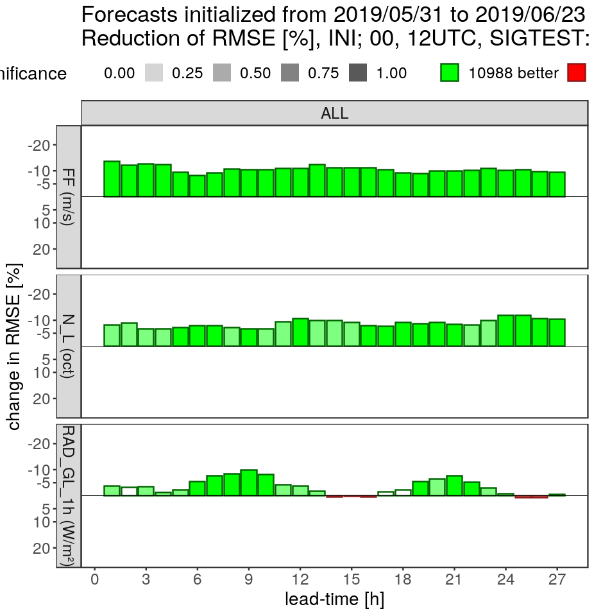 Forecasts initialized from 2019/05/31 to 2019/06/23
Reduction of RMSE [%], INI; 00, 12UTC, SIGTEST:
nificance 0.00 0.25 0.50 0.75 1.00 10988 better
ALL
-20
-10
-5
5
10
20
FF (m/s)
-20
-10
-5
5
10
20
N_L (oct)
-20
-10
-5
5
10
20
RAD_GL_1h (W/m²)
change in RMSE [%]
0 3 6 9 12 15 18 21 24 27
lead-time [h]